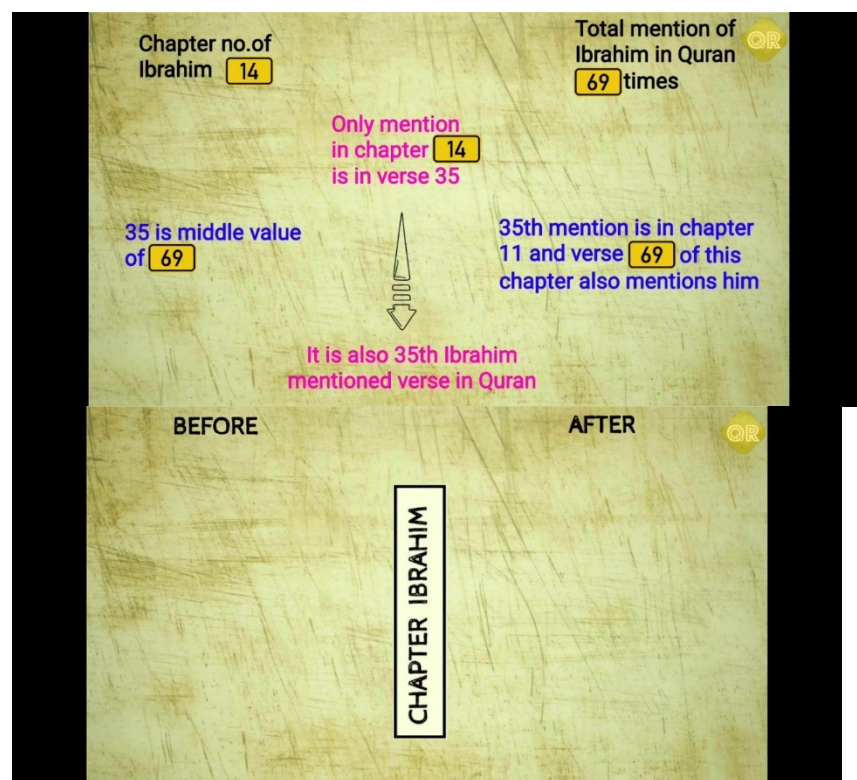 Chapter no.of
Ibrahim 14
Total mention of
Ibrahim in Quran
69 times
QR
Only mention
in chapter 14
is in verse 35
35 is middle value
of 69
35th mention is in chapter
11 and verse 69 of this
chapter also mentions him
It is also 35th Ibrahim
mentioned verse in Quran
BEFORE
AFTER
QR
CHAPTER IBRAHIM